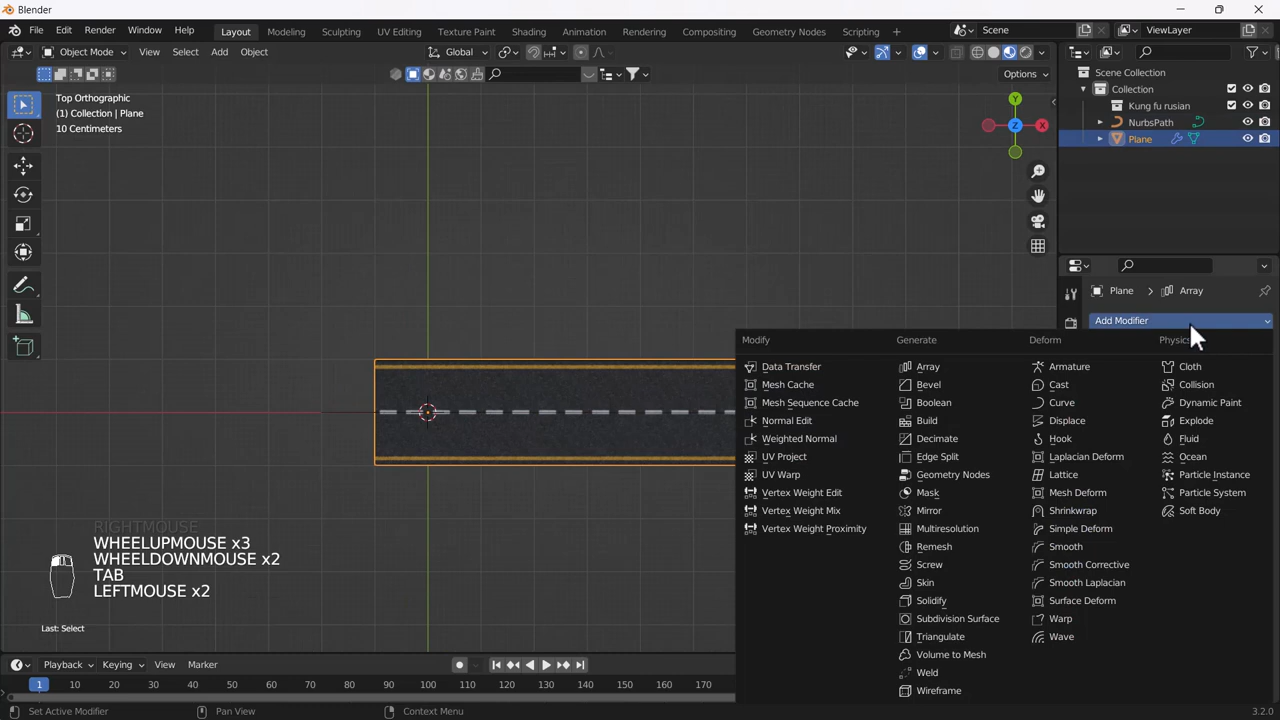 Blender
File Edit Render Window Help Layout Modeling Sculpting UV Editing Texture Paint Shading Animation Rendering Compositing Geometry Nodes Scripting + Scene ViewLayer
Object Mode View Select Add Object Global
Options
Top Orthographic
(1) Collection | Plane
10 Centimeters
Y
Z
X
Scene Collection
Collection
Kung fu rusian
NurbsPath
Plane
Plane > Array
Add Modifier
Modify Generate Deform Physics
Data Transfer Array Armature Cloth
Mesh Cache Bevel Cast Collision
Mesh Sequence Cache Boolean Curve Dynamic Paint
Normal Edit Build Displace Explode
Weighted Normal Decimate Hook Fluid
UV Project Edge Split Laplacian Deform Ocean
UV Warp Geometry Nodes Lattice Particle Instance
Vertex Weight Edit Mask Mesh Deform Particle System
Vertex Weight Mix Mirror Shrinkwrap Soft Body
Vertex Weight Proximity Multiresolution Simple Deform
Remesh Smooth
Screw Smooth Corrective
Skin Smooth Laplacian
Solidify Surface Deform
Subdivision Surface Warp
Triangulate Wave
Volume to Mesh
Weld
Wireframe
RIGHTMOUSE
WHEELUPMOUSE x3
WHEELDOWNMOUSE x2
TAB
LEFTMOUSE x2
Last: Select
Playback Keying View Marker
1 10 20 30 40 50 60 70 80 90 100 110 120 130 140 150 160 170
Set Active Modifier Pan View Context Menu 3.2.0